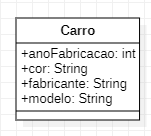 Carro
+anoFabricacao: int
+cor: String
+fabricante: String
+modelo: String